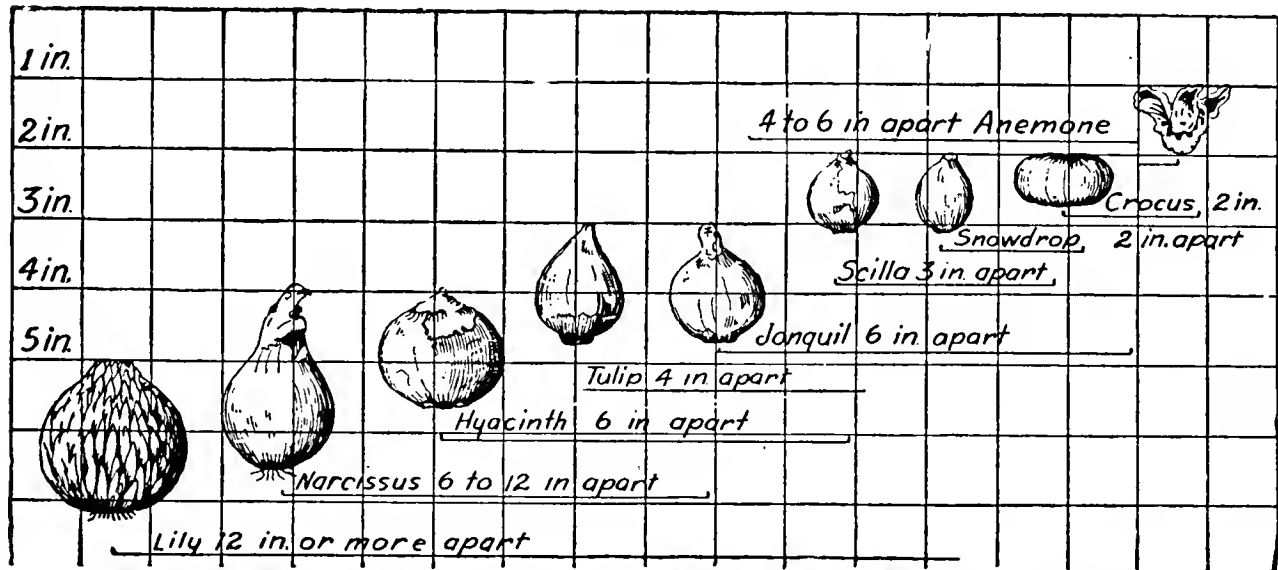 1 in.
2 in.
4 to 6 in apart Anemone
3 in.
Crocus, 2 in.
Snowdrop, 2 in. apart
4 in.
Scilla 3 in. apart
5 in.
Jonquil 6 in. apart
Tulip 4 in apart
Hyacinth 6 in apart
Narcissus 6 to 12 in apart
Lily 12 in. or more apart